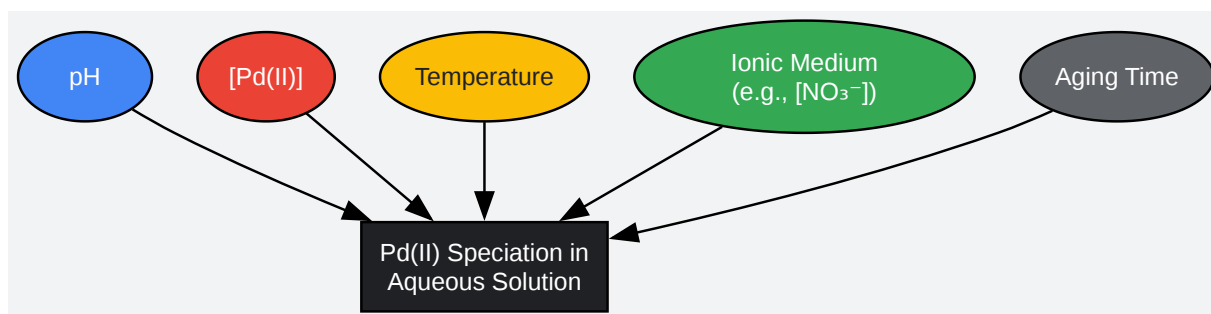 pH
[Pd(II)]
Temperature
Ionic Medium
(e.g., [NO₃⁻])
Aging Time
Pd(II) Speciation in
Aqueous Solution